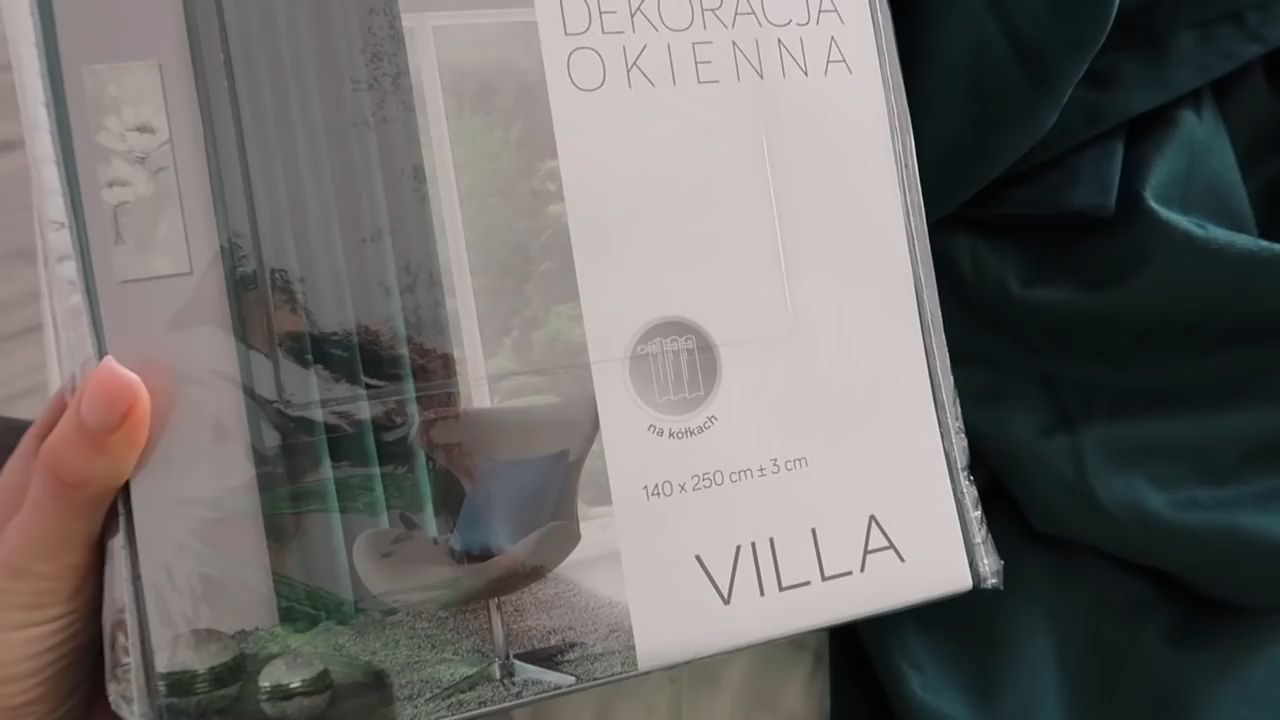 DEKORACJA
OKIENNA
na kółkach
140 x 250 cm ± 3 cm
VILLA